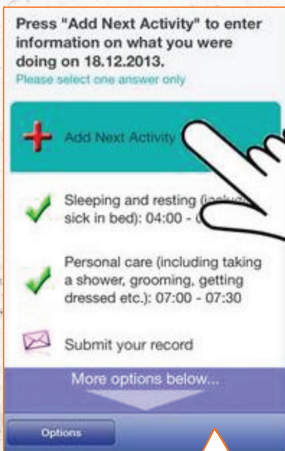 Press "Add Next Activity" to enter
information on what you were
doing on 18.12.2013.
Please select one answer only
Add Next Activity
Sleeping and resting
sick in bed): 04:00 -
Personal care (including taking
a shower, grooming, getting
dressed etc.): 07:00 - 07:30
Submit your record
More options below...
Options